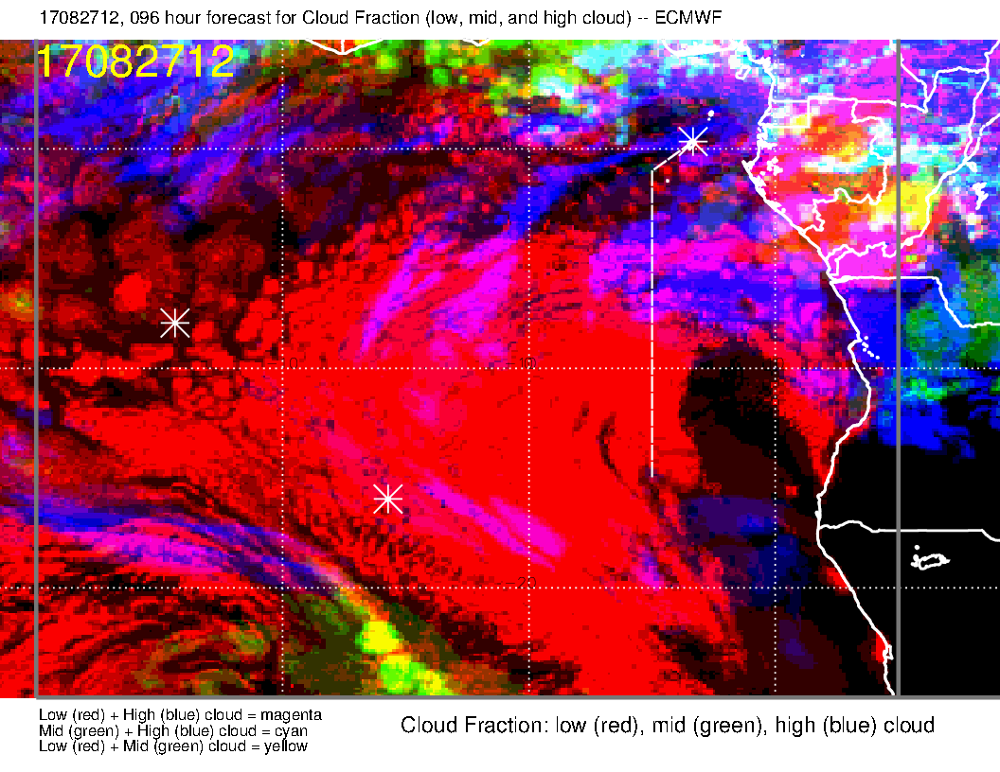 17082712, 096 hour forecast for Cloud Fraction (low, mid, and high cloud) -- ECMWF
17082712
Low (red) + High (blue) cloud = magenta
Mid (green) + High (blue) cloud = cyan
Low (red) + Mid (green) cloud = yellow
Cloud Fraction: low (red), mid (green), high (blue) cloud